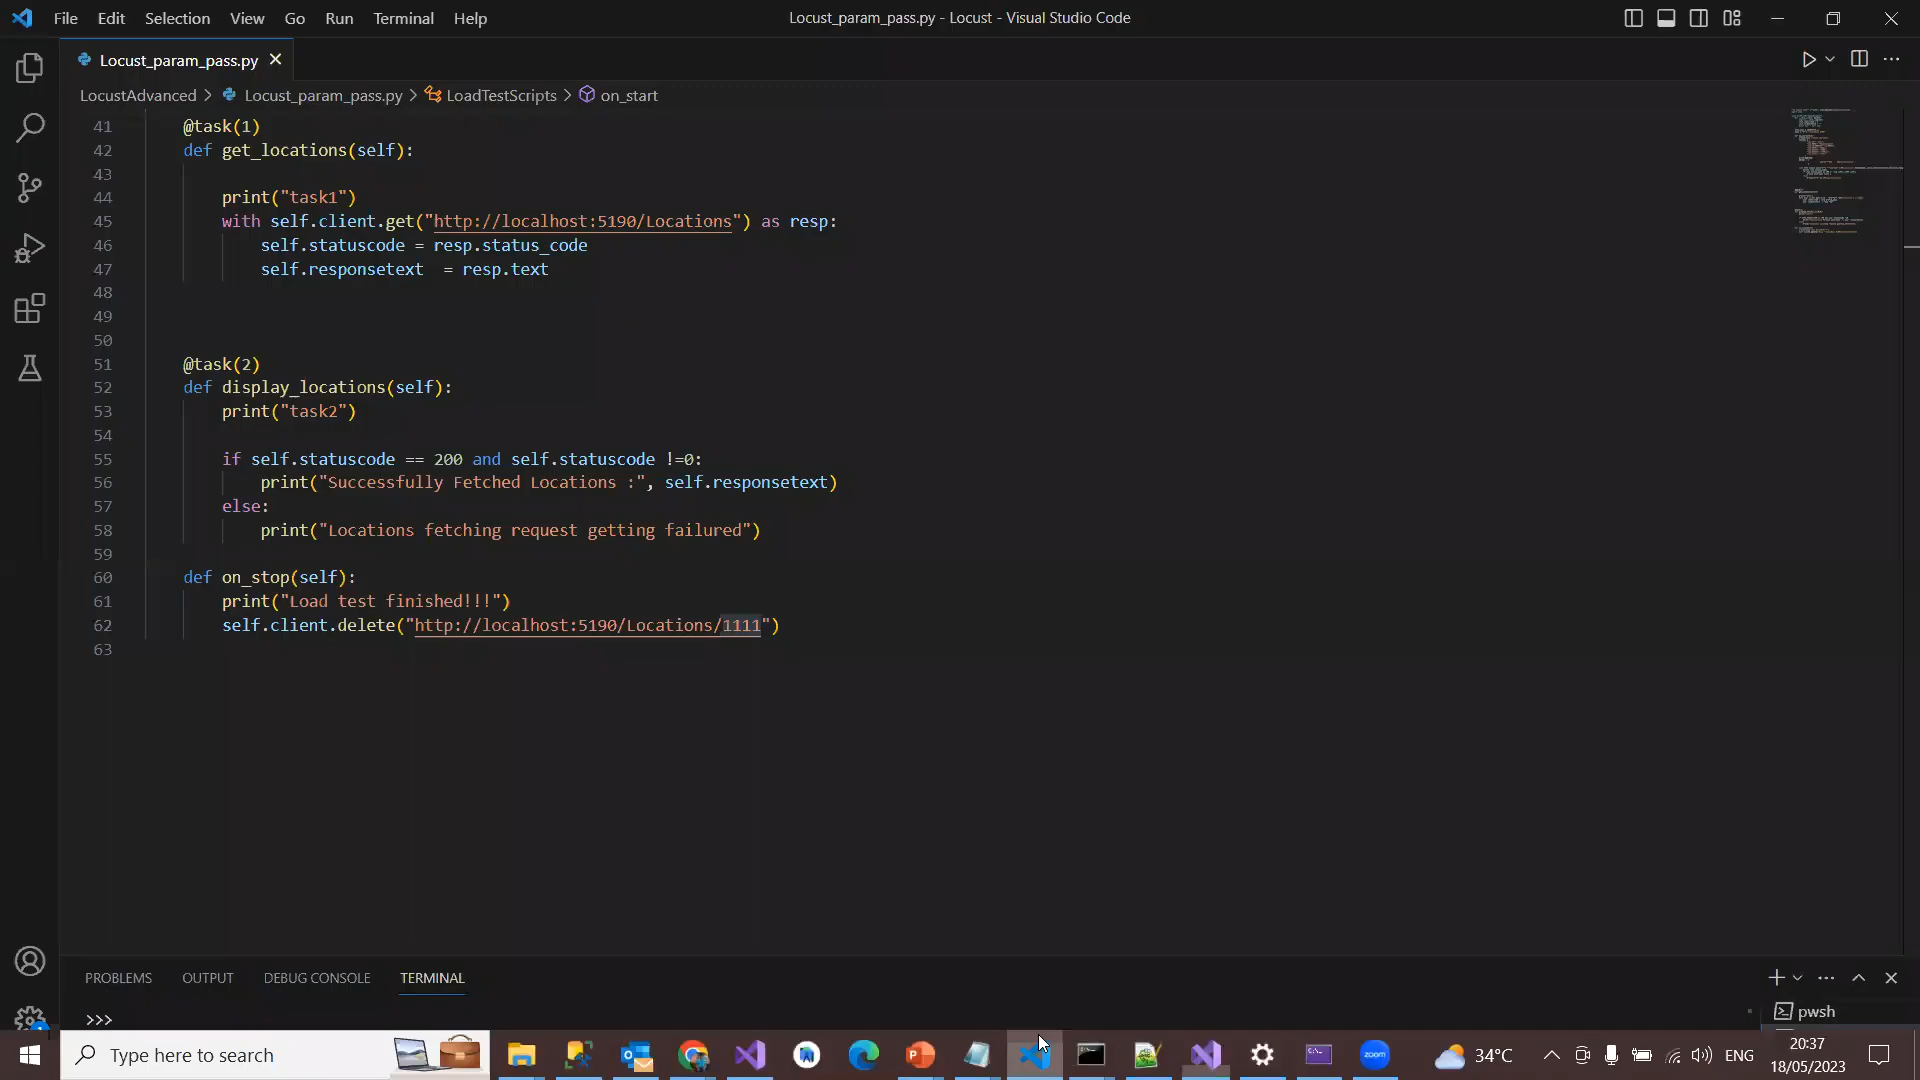 File Edit Selection View Go Run Terminal Help
Locust_param_pass.py - Locust - Visual Studio Code
Locust_param_pass.py
LocustAdvanced > Locust_param_pass.py > LoadTestScripts > on_start
41 @task(1)
42 def get_locations(self):
43
44 print("task1")
45 with self.client.get("http://localhost:5190/Locations") as resp:
46 self.statuscode = resp.status_code
47 self.responsetext  = resp.text
48
49
50
51 @task(2)
52 def display_locations(self):
53 print("task2")
54
55 if self.statuscode == 200 and self.statuscode !=0:
56 print("Successfully Fetched Locations :", self.responsetext)
57 else:
58 print("Locations fetching request getting failured")
59
60 def on_stop(self):
61 print("Load test finished!!!")
62 self.client.delete("http://localhost:5190/Locations/1111")
63
PROBLEMS OUTPUT DEBUG CONSOLE TERMINAL
>>>
pwsh
Type here to search
zoom
34°C
ENG
20:37
18/05/2023